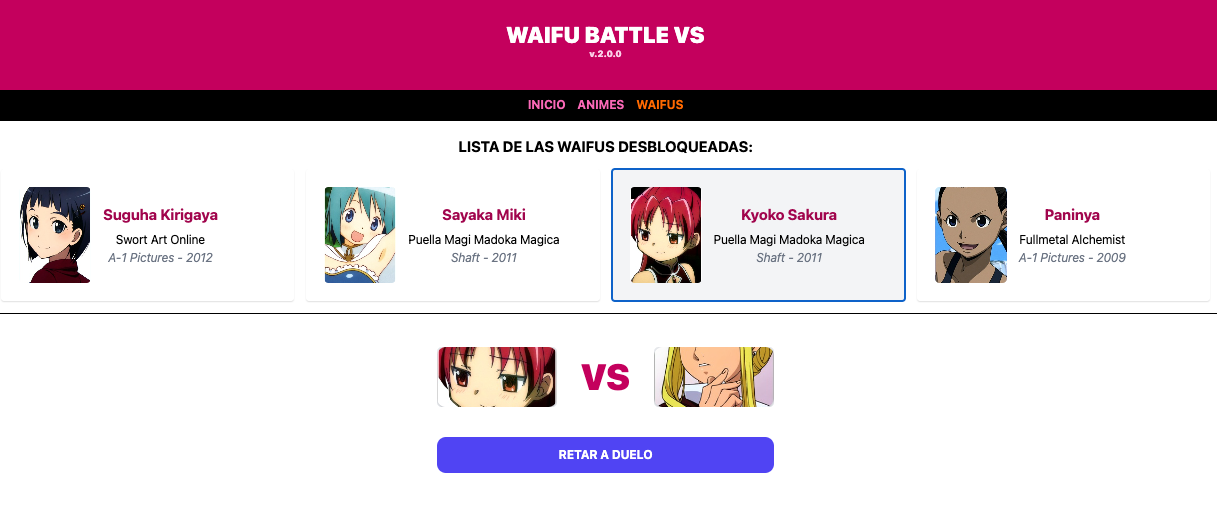 WAIFU BATTLE VS
v.2.0.0
INICIO ANIMES WAIFUS
LISTA DE LAS WAIFUS DESBLOQUEADAS:
Suguha Kirigaya
Swort Art Online
A-1 Pictures - 2012
Sayaka Miki
Puella Magi Madoka Magica
Shaft - 2011
Kyoko Sakura
Puella Magi Madoka Magica
Shaft - 2011
Paninya
Fullmetal Alchemist
A-1 Pictures - 2009
VS
RETAR A DUELO